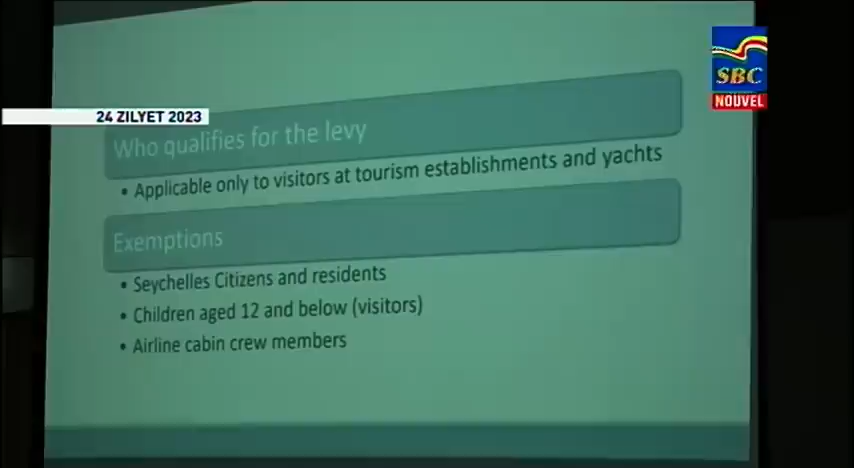 SBC
NOUVEL
24 ZILYET 2023
Who qualifies for the levy
• Applicable only to visitors at tourism establishments and yachts
Exemptions
• Seychelles Citizens and residents
• Children aged 12 and below (visitors)
• Airline cabin crew members